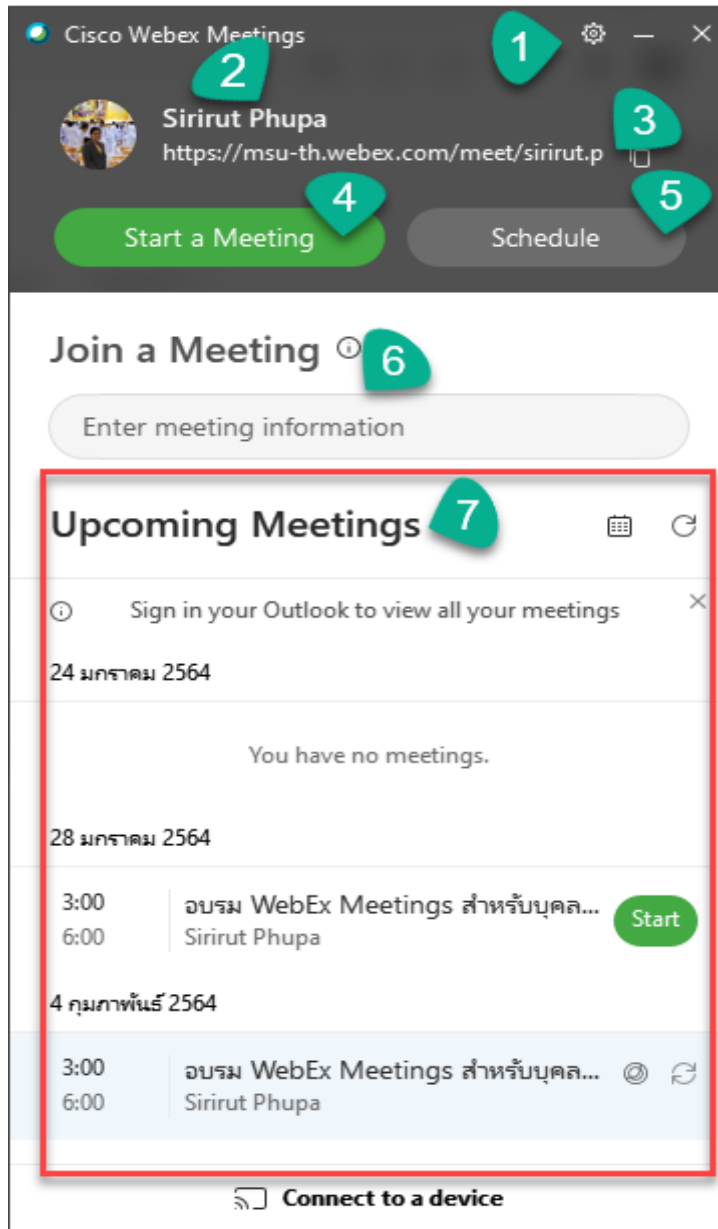 Cisco Webex Meetings
1
2
Sirirut Phupa
3
https://msu-th.webex.com/meet/sirirut.p
4
5
Start a Meeting
Schedule
Join a Meeting
6
Enter meeting information
Upcoming Meetings
7
Sign in your Outlook to view all your meetings
24 มกราคม 2564
You have no meetings.
28 มกราคม 2564
3:00 อบรม WebEx Meetings สำหรับบุคล...
6:00 Sirirut Phupa
Start
4 กุมภาพันธ์ 2564
3:00 อบรม WebEx Meetings สำหรับบุคล...
6:00 Sirirut Phupa
Connect to a device